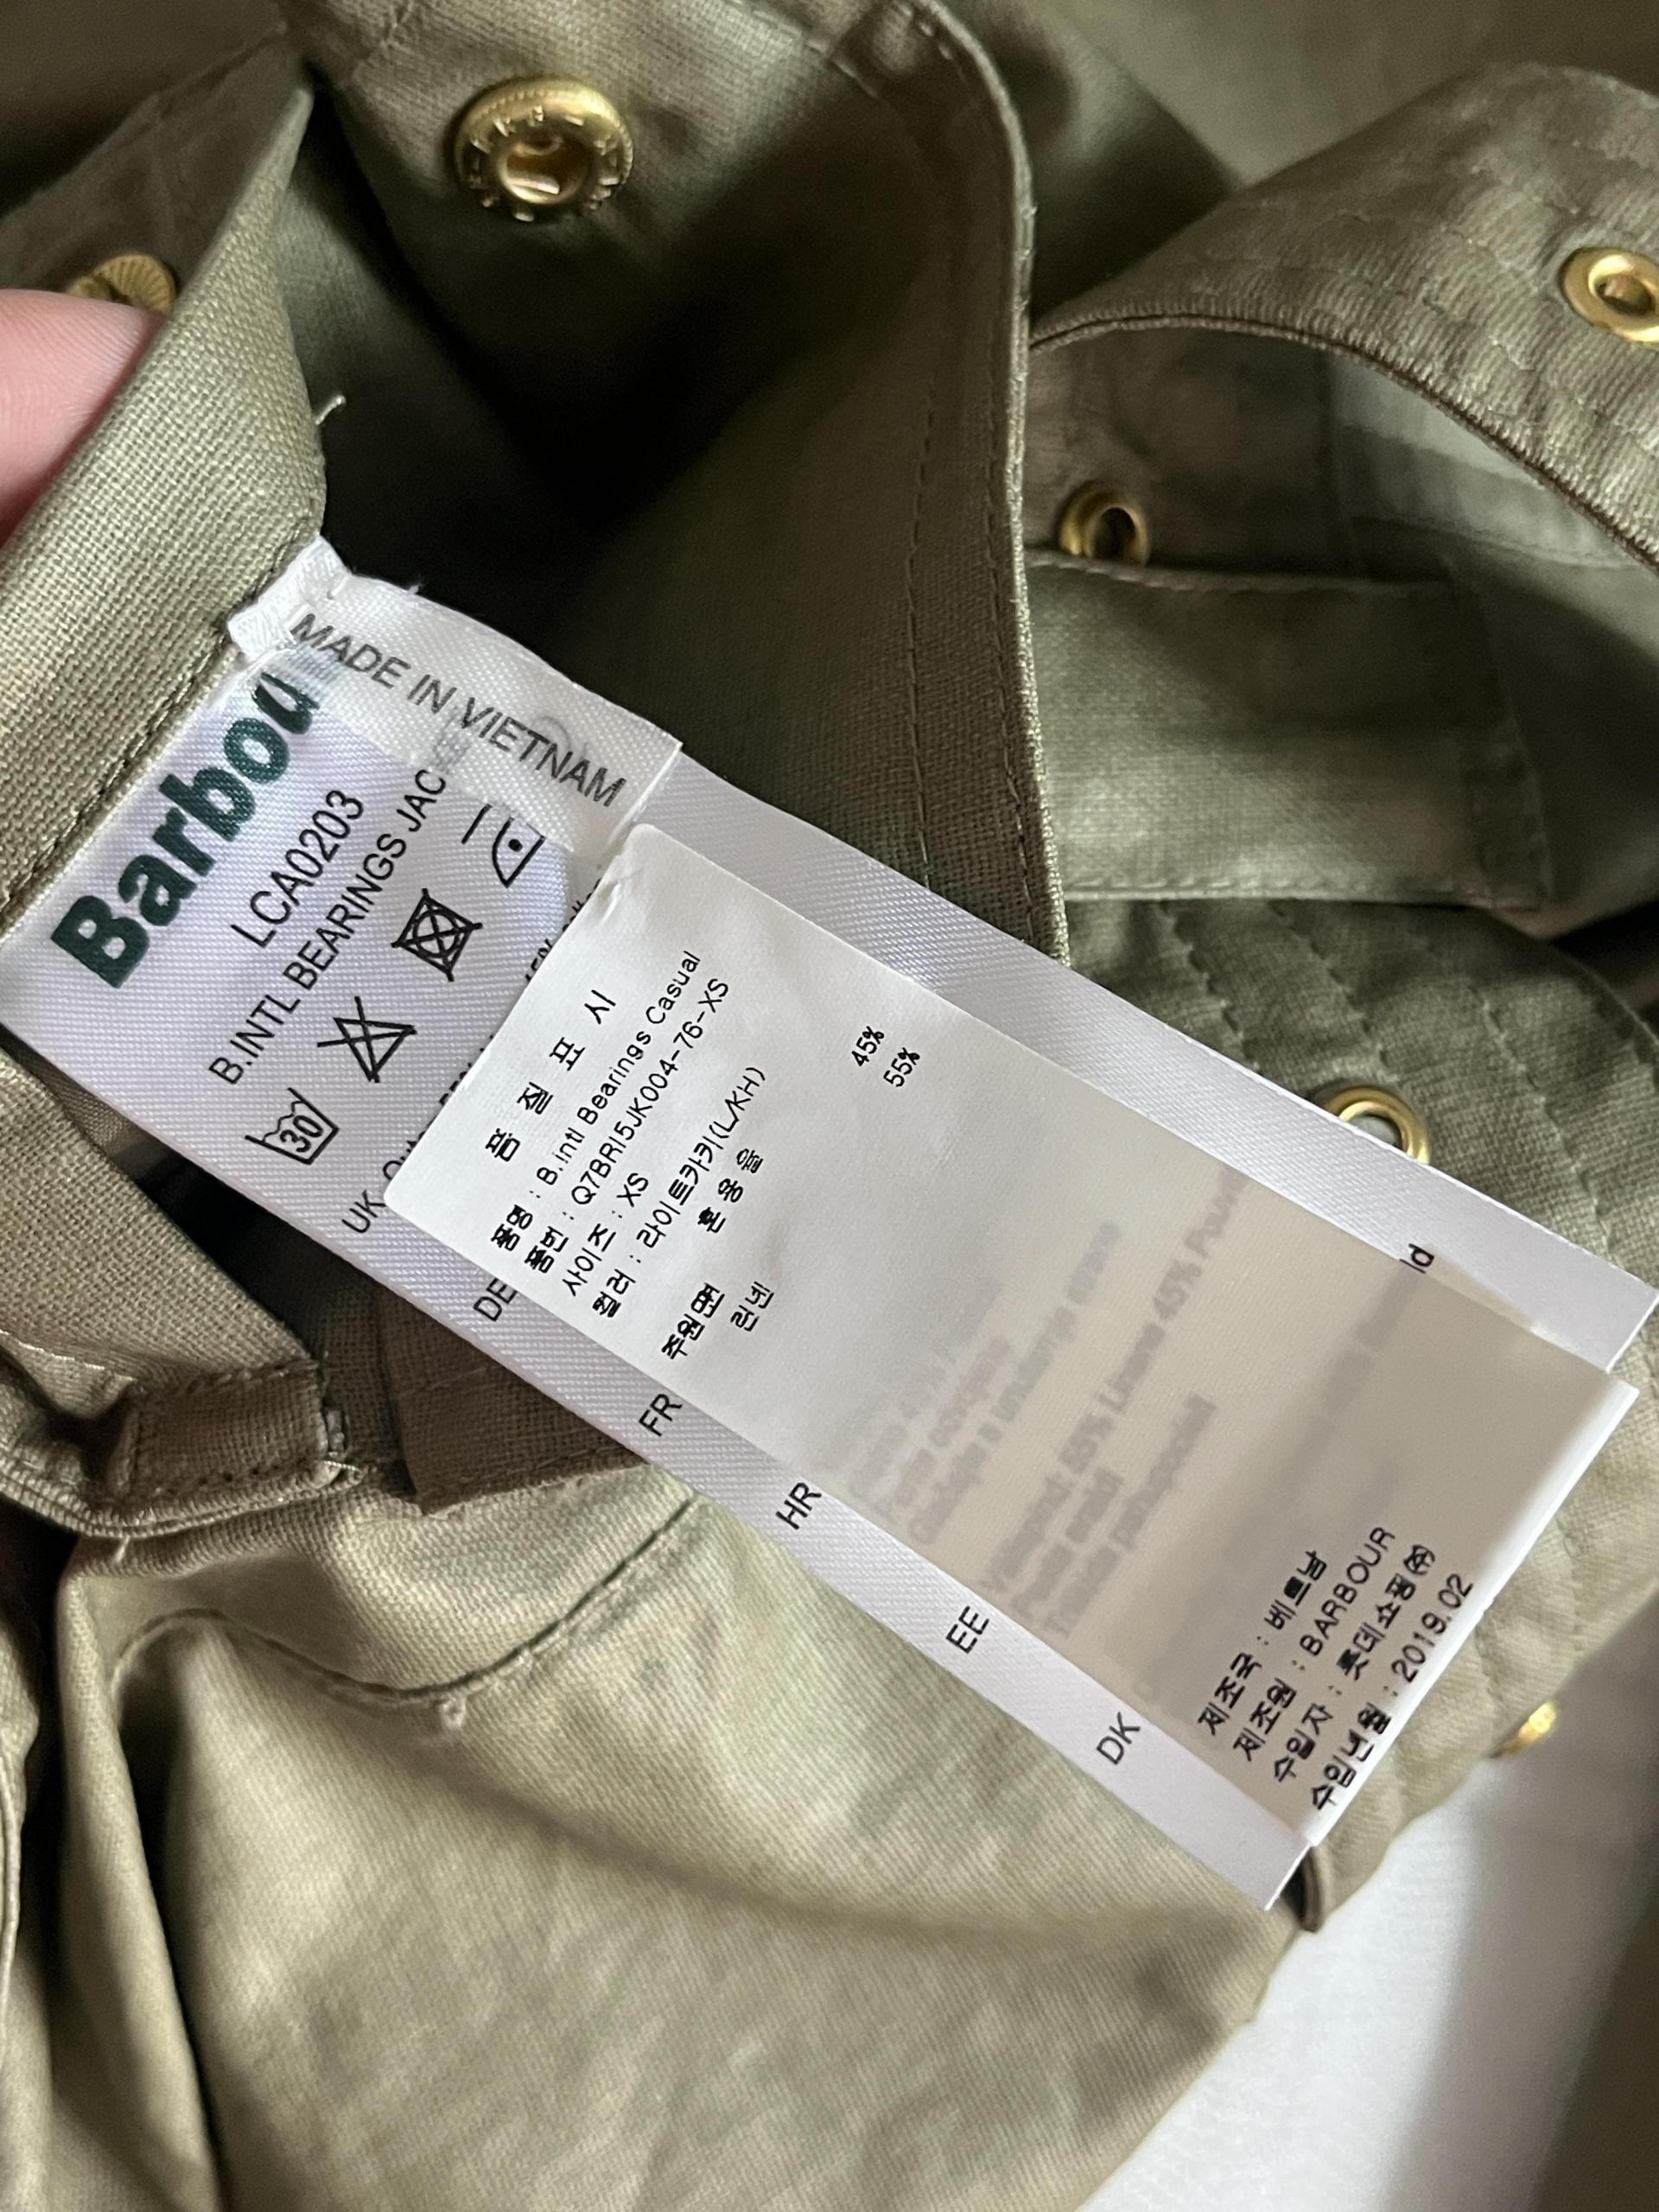 MADE IN VIETNAM
Barbou
LCA0203
B.INTL BEARINGS JAC
30
UK
DE
FR
HR
EE
DK
품 질 표 시
품명 : B.intl Bearings Casual
품번 : Q7BR15JK004-76-XS
사이즈 : XS
컬러 : 라이트카키(L/KH)
혼용율
주원면 45%
린넨 55%
제조국 : 베트남
제조원 : BARBOUR
수입자 : 롯데쇼핑㈜
수입년월 : 2019.02